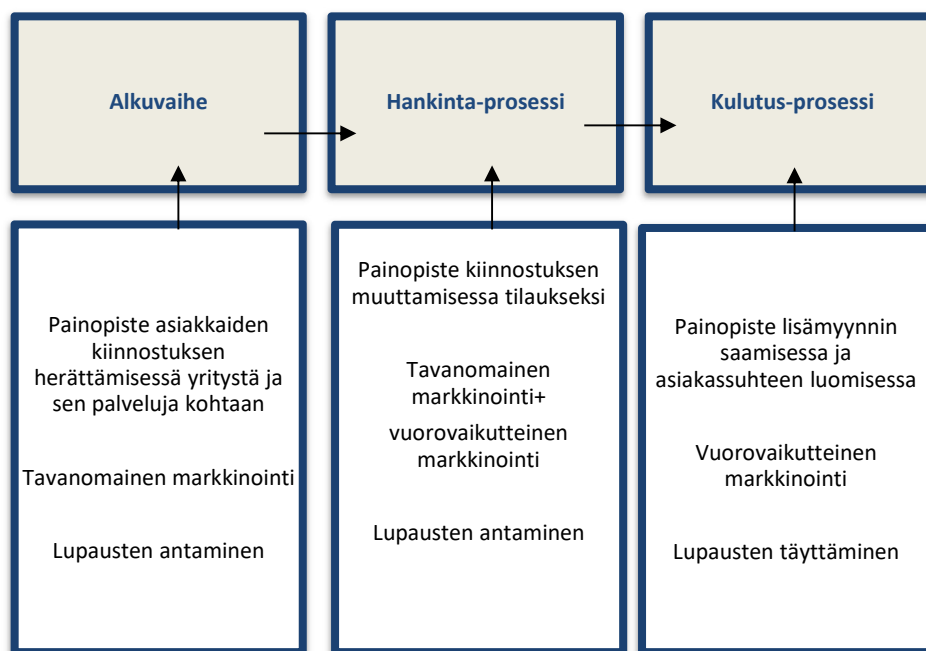 Alkuvaihe
Hankinta-prosessi
Kulutus-prosessi
Painopiste asiakkaiden
kiinnostuksen
herättämisessä yritystä ja
sen palveluja kohtaan
Tavanomainen markkinointi
Lupausten antaminen
Painopiste kiinnostuksen
muuttamisessa tilaukseksi
Tavanomainen
markkinointi+
vuorovaikutteinen
markkinointi
Lupausten antaminen
Painopiste lisämyynnin
saamisessa ja
asiakassuhteen luomisessa
Vuorovaikutteinen
markkinointi
Lupausten täyttäminen